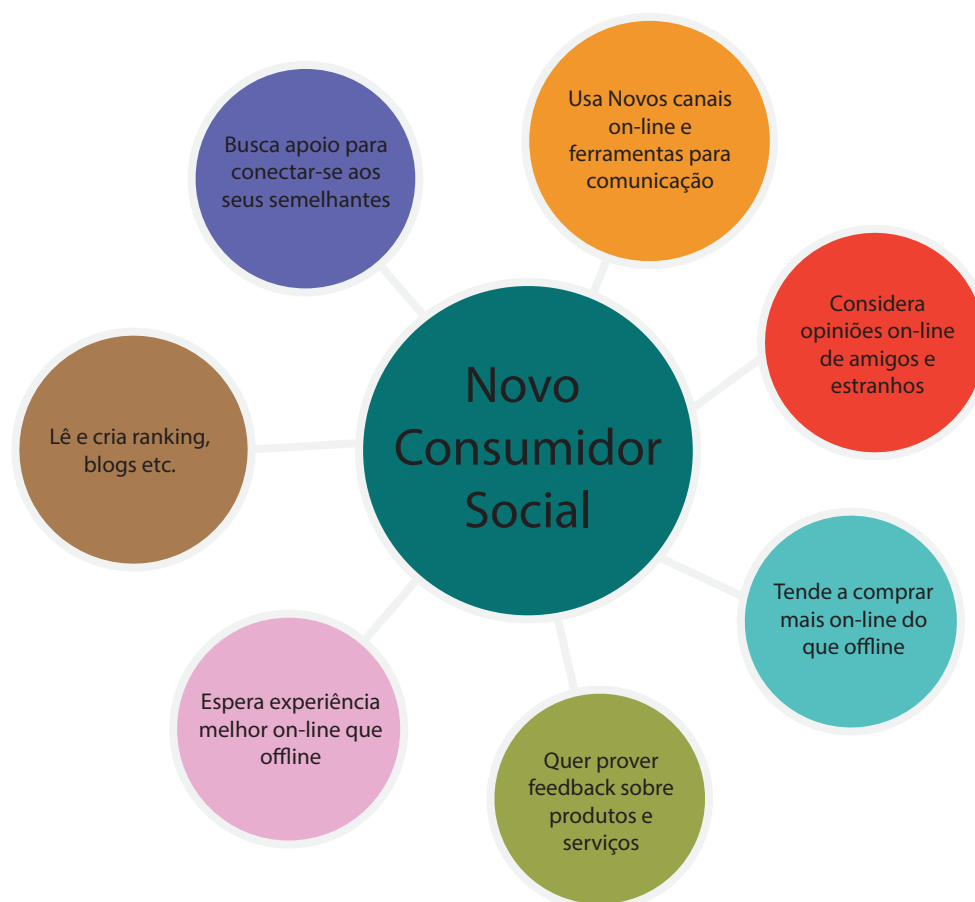 Usa Novos canais
on-line e
ferramentas para
comunicação
Busca apoio para
conectar-se aos
seus semelhantes
Considera
opiniões on-line
de amigos e
estranhos
Novo
Consumidor
Social
Lê e cria ranking,
blogs etc.
Tende a comprar
mais on-line do
que offline
Espera experiência
melhor on-line que
offline
Quer prover
feedback sobre
produtos e
serviços